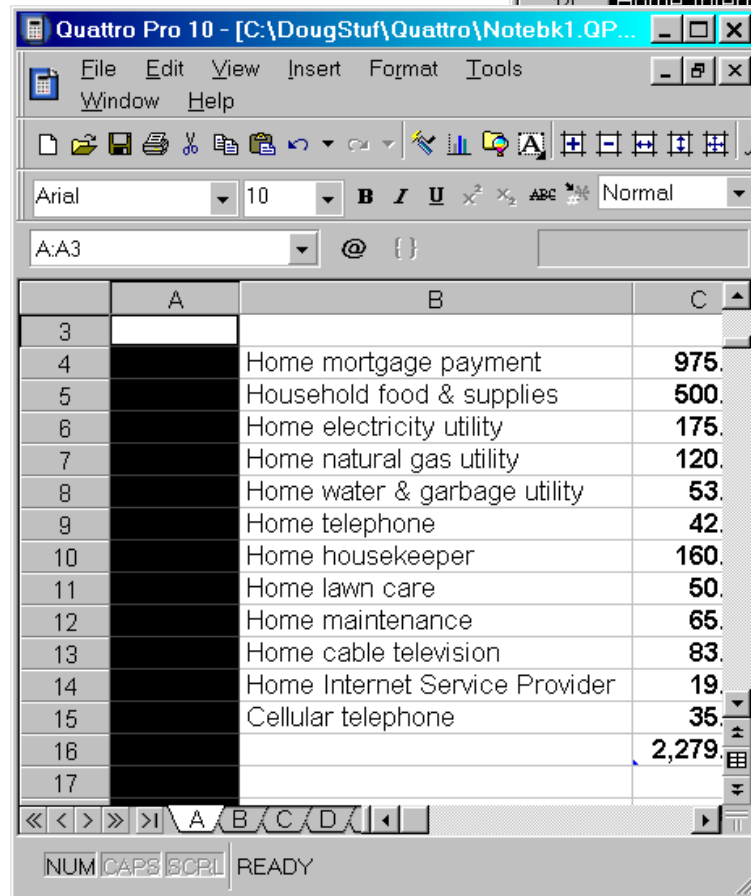 Quattro Pro 10 - [C:\DougStuf\Quattro\Notebk1.QP...
File Edit View Insert Format Tools
Window Help
Arial 10 B I U x² x₂ ABC Normal
A:A3 @ { }
A B C
3
4 Home mortgage payment 975.
5 Household food & supplies 500.
6 Home electricity utility 175.
7 Home natural gas utility 120.
8 Home water & garbage utility 53.
9 Home telephone 42.
10 Home housekeeper 160.
11 Home lawn care 50.
12 Home maintenance 65.
13 Home cable television 83.
14 Home Internet Service Provider 19.
15 Cellular telephone 35.
16 2,279.
17
A B C D
NUM CAPS SCRL READY